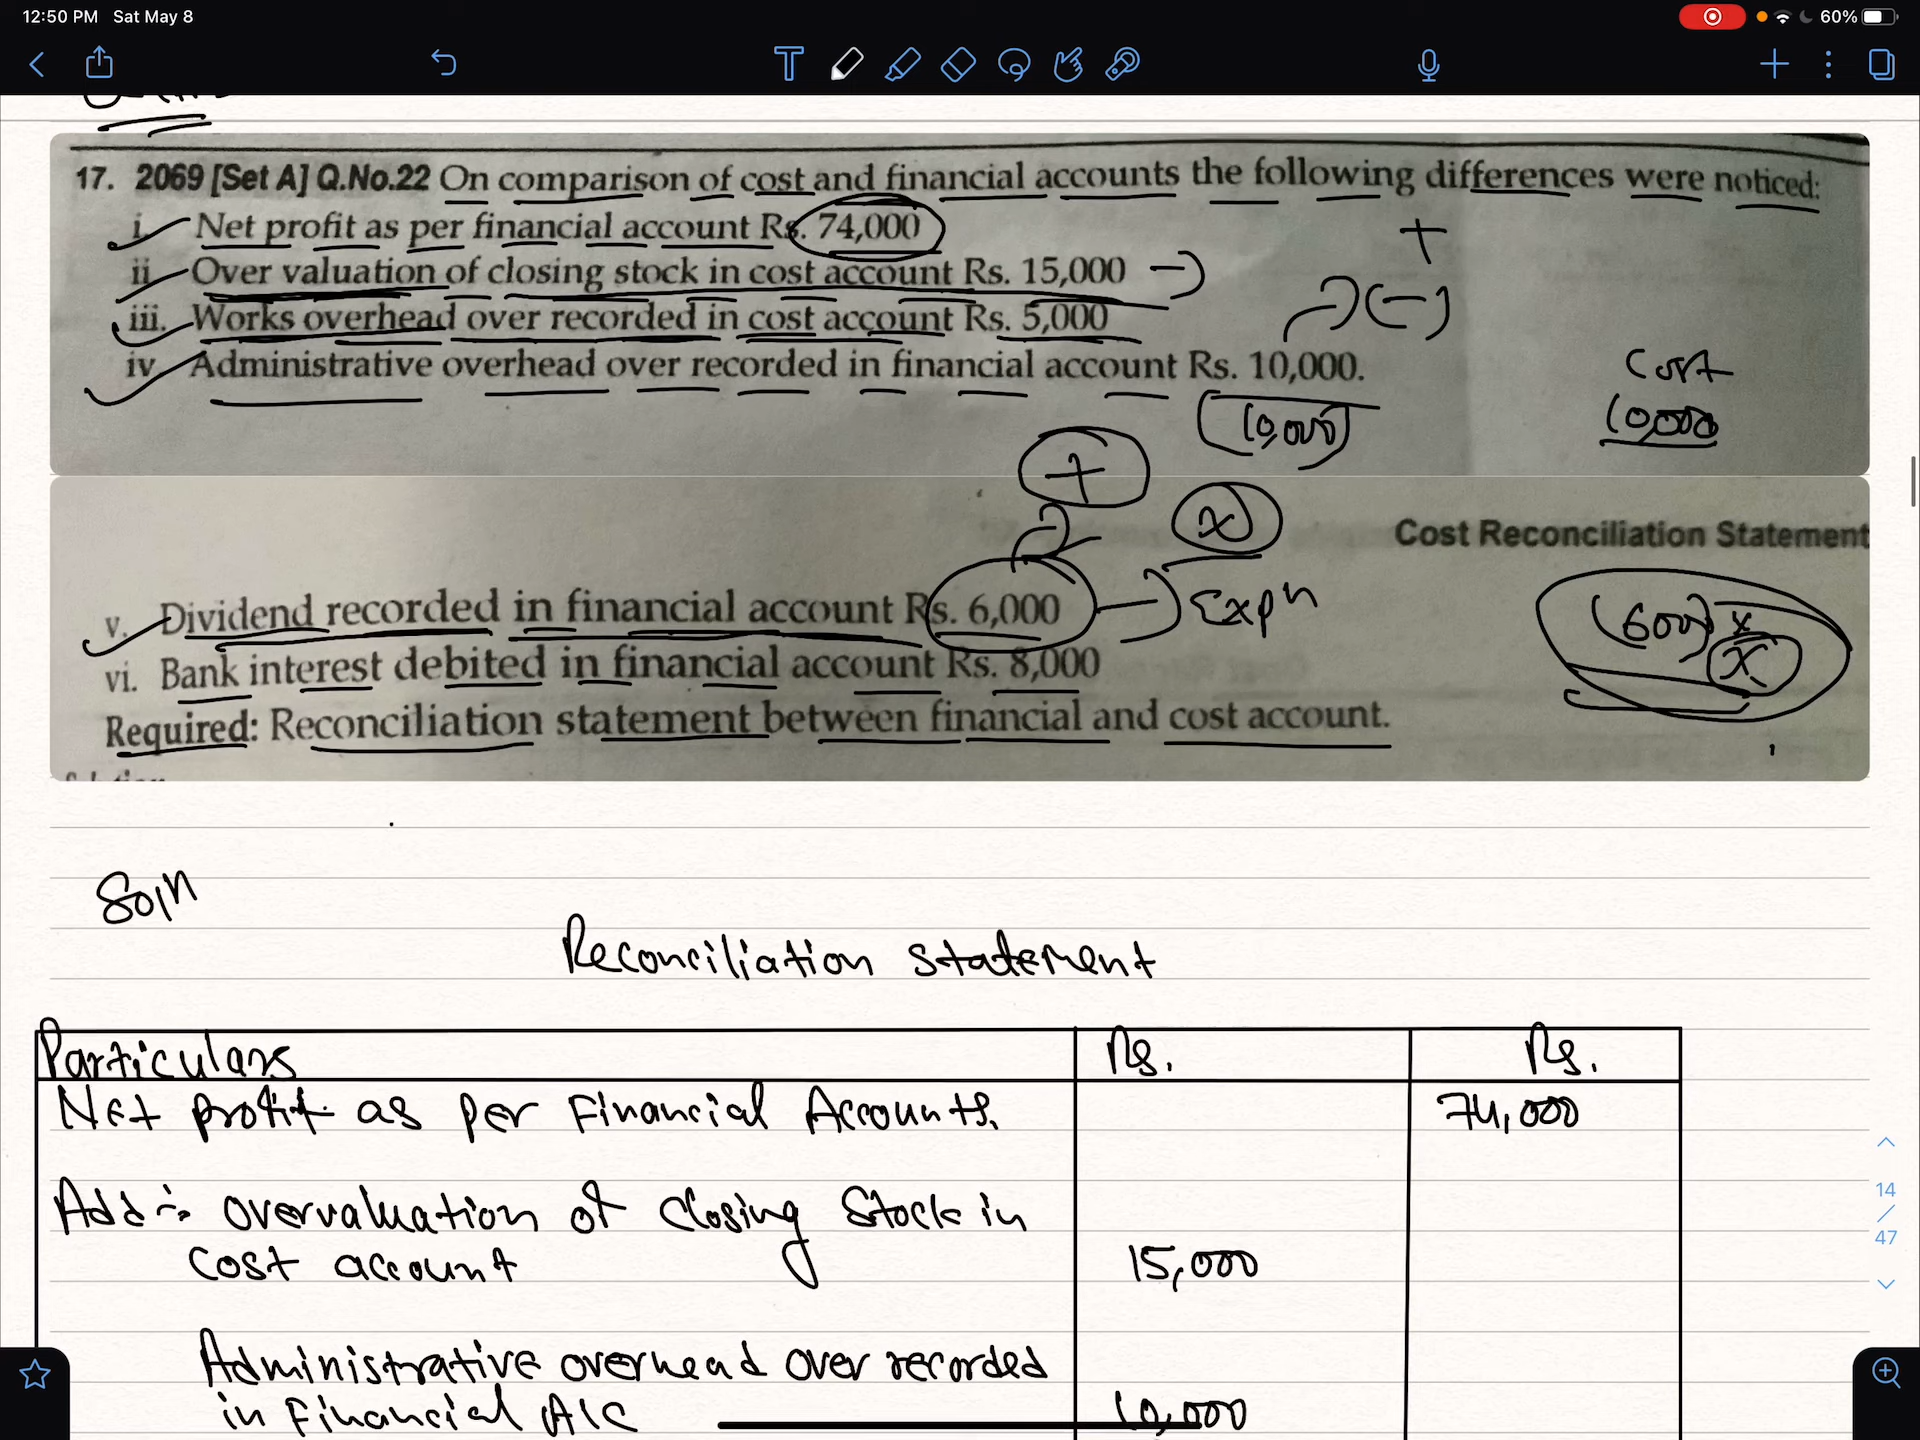 12:50 PM Sat May 8
60%
17. 2069 [Set A] Q.No.22 On comparison of cost and financial accounts the following differences were noticed:
i. Net profit as per financial account Rs. 74,000
+
ii. Over valuation of closing stock in cost account Rs. 15,000
(-)
iii. Works overhead over recorded in cost account Rs. 5,000
iv. Administrative overhead over recorded in financial account Rs. 10,000.
Cost
10,000
(10,000)
+
x
Cost Reconciliation Statement
v. Dividend recorded in financial account Rs. 6,000
Expn
x
x
vi. Bank interest debited in financial account Rs. 8,000
Required: Reconciliation statement between financial and cost account.
Soln
Reconciliation statement
Particulars Rs. Rs.
Net profit as per Financial Accounts. 74,000
Add:- overvaluation of closing Stock in
cost account 15,000
Administrative overhead over recorded
in Financial A/C 10,000
14
/
47